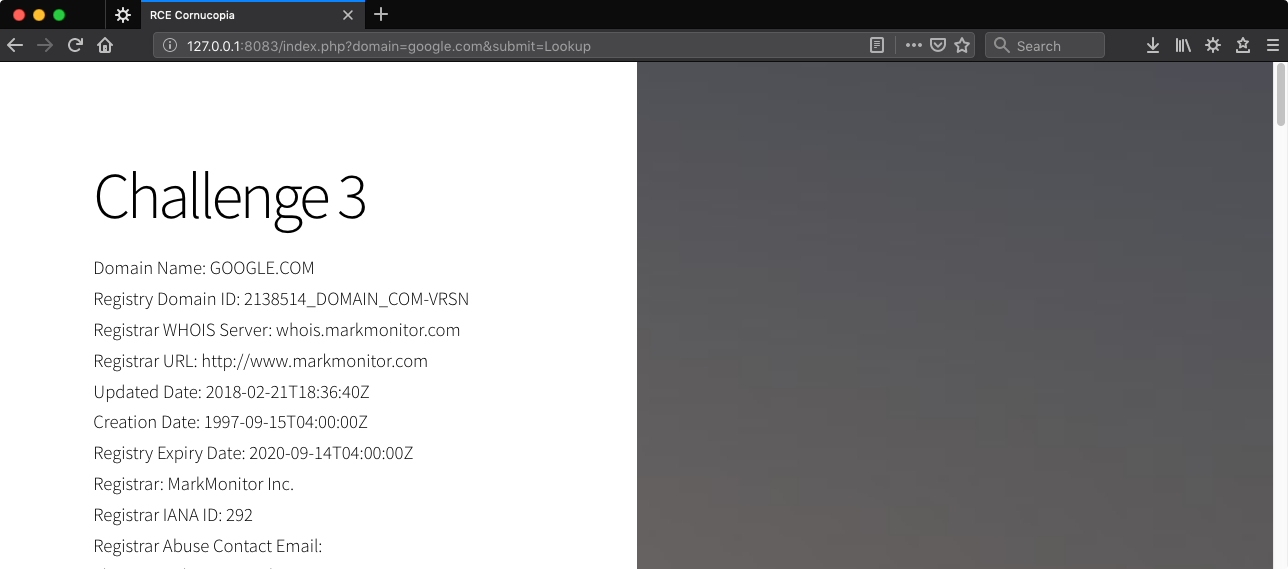 RCE Cornucopia
127.0.0.1:8083/index.php?domain=google.com&submit=Lookup
Search
Challenge 3
Domain Name: GOOGLE.COM
Registry Domain ID: 2138514_DOMAIN_COM-VRSN
Registrar WHOIS Server: whois.markmonitor.com
Registrar URL: http://www.markmonitor.com
Updated Date: 2018-02-21T18:36:40Z
Creation Date: 1997-09-15T04:00:00Z
Registry Expiry Date: 2020-09-14T04:00:00Z
Registrar: MarkMonitor Inc.
Registrar IANA ID: 292
Registrar Abuse Contact Email: